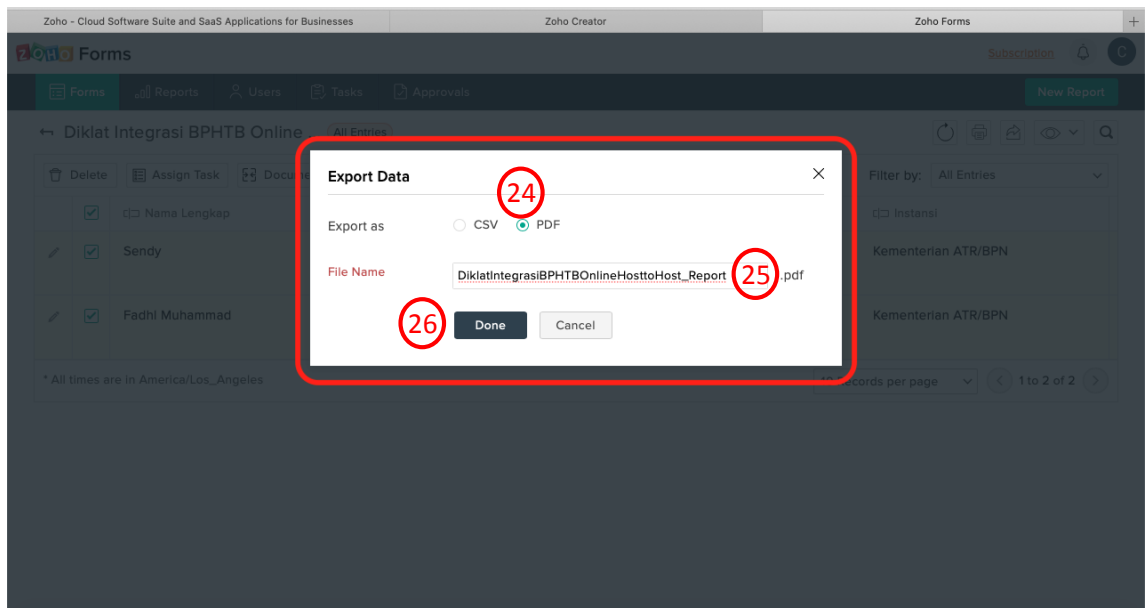 Zoho - Cloud Software Suite and SaaS Applications for Businesses
Zoho Creator
Zoho Forms
ZOHO Forms
Subscription
C
Forms
Reports
Users
Tasks
Approvals
New Report
Diklat Integrasi BPHTB Online
All Entries
Delete
Assign Task
Filter by: All Entries
Nama Lengkap
Instansi
Sendy
Kementerian ATR/BPN
Fadhl Muhammad
Kementerian ATR/BPN
* All times are in America/Los_Angeles
records per page
1 to 2 of 2
Export Data
24
Export as
CSV
PDF
File Name
DiklatIntegrasiBPHTBOnlineHosttoHost_Report
25
.pdf
26
Done
Cancel